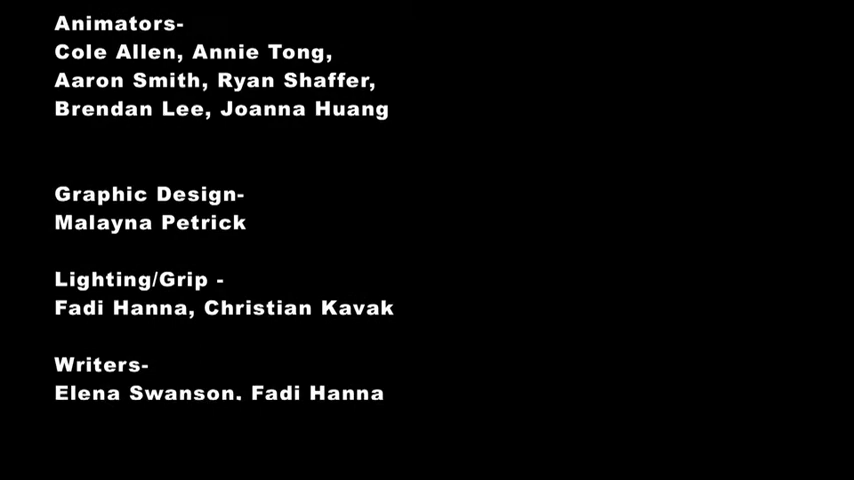 Animators-
Cole Allen, Annie Tong,
Aaron Smith, Ryan Shaffer,
Brendan Lee, Joanna Huang
Graphic Design-
Malayna Petrick
Lighting/Grip -
Fadi Hanna, Christian Kavak
Writers-
Elena Swanson. Fadi Hanna